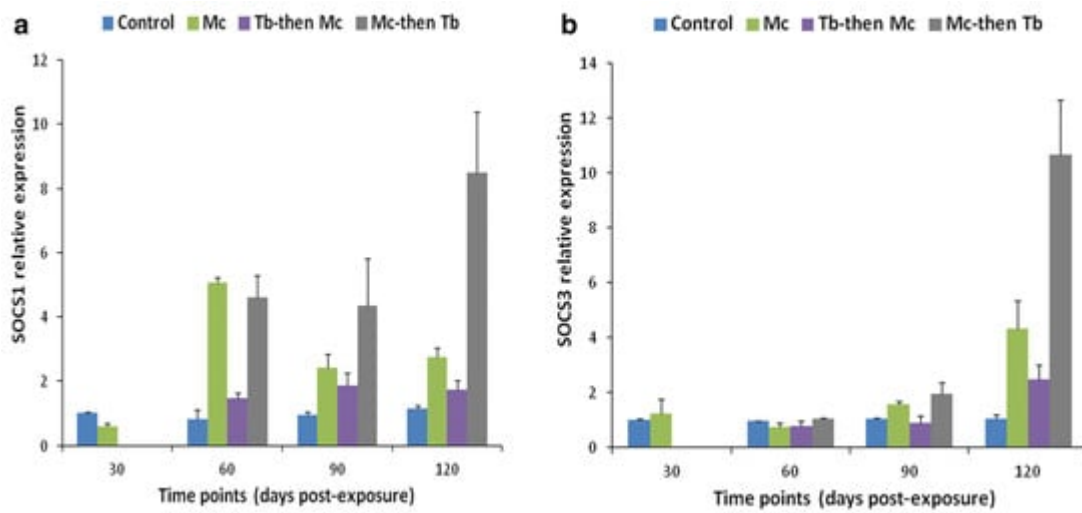 a
Control Mc Tb-then Mc Mc-then Tb
SOCS1 relative expression
12
10
8
6
4
2
0
30 60 90 120
Time points (days post-exposure)
b
Control Mc Tb-then Mc Mc-then Tb
SOCS3 relative expression
14
12
10
8
6
4
2
0
30 60 90 120
Time points (days post-exposure)